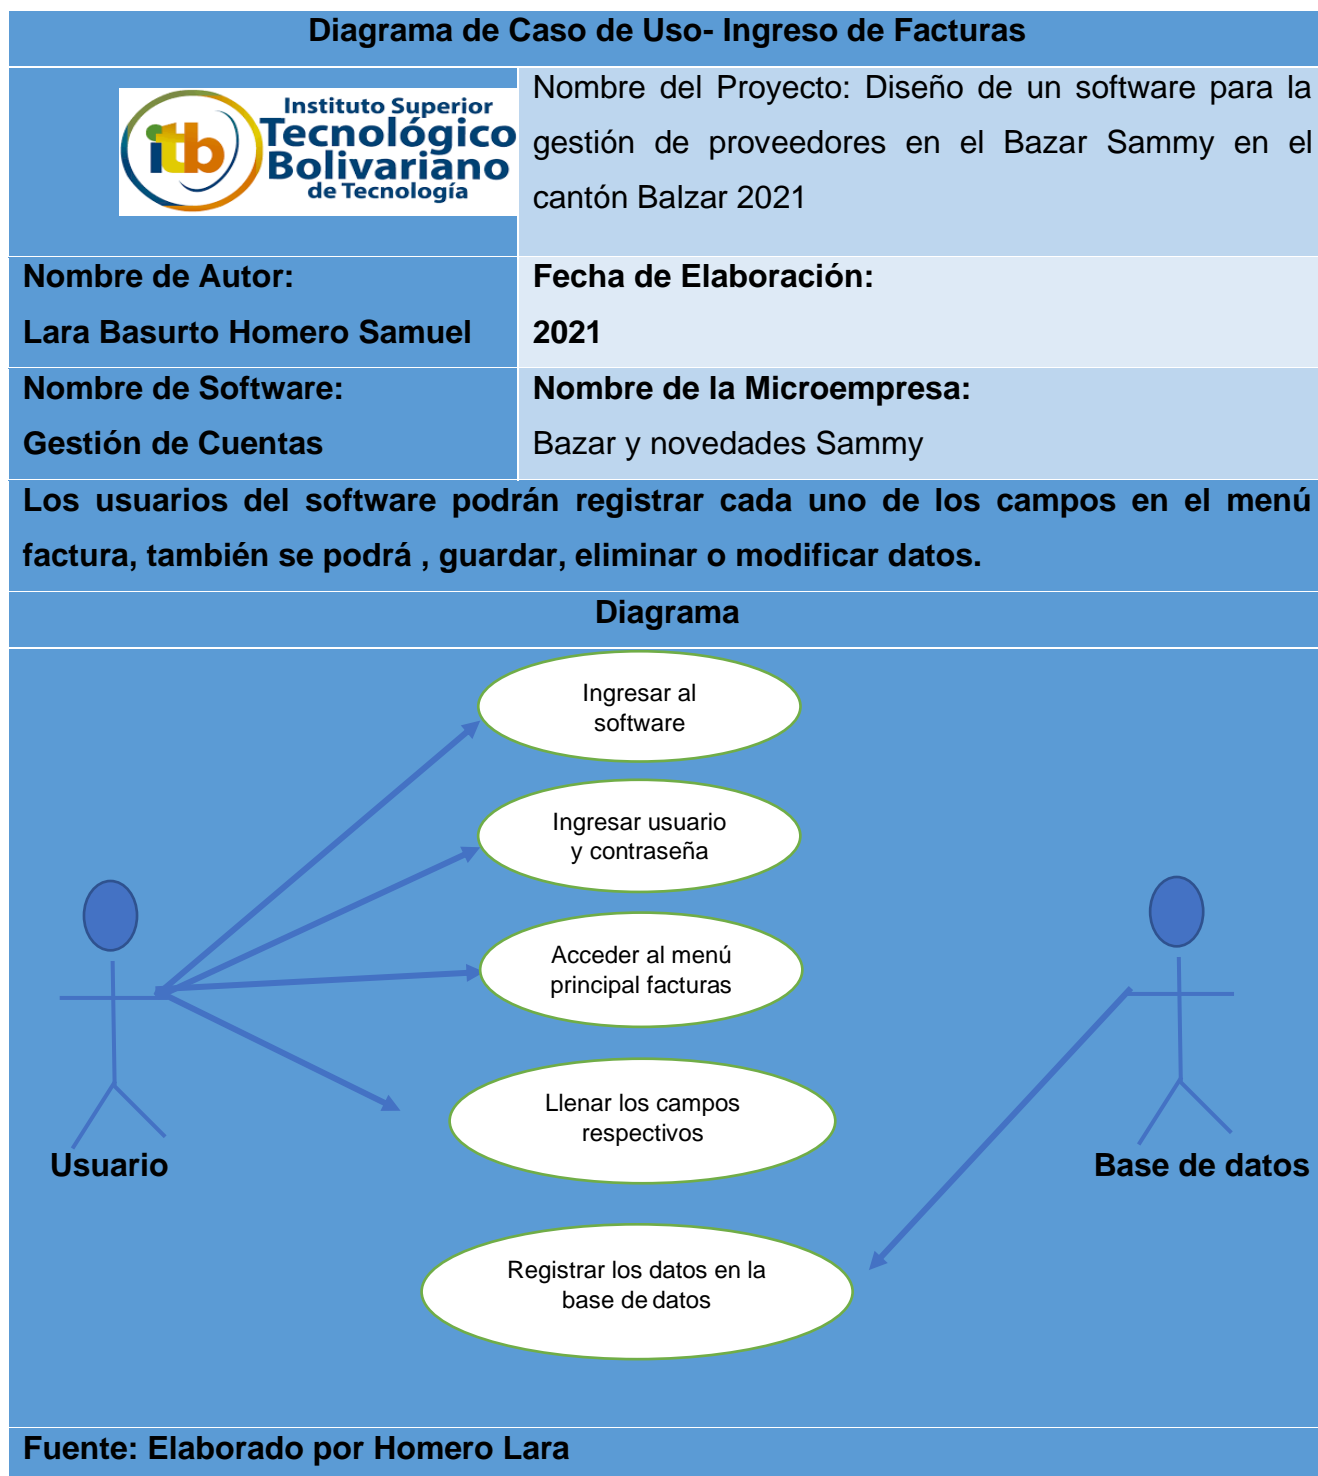 Diagrama de Caso de Uso- Ingreso de Facturas
itb
Instituto Superior
Tecnológico
Bolivariano
de Tecnología
Nombre del Proyecto: Diseño de un software para la
gestión de proveedores en el Bazar Sammy en el
cantón Balzar 2021
Nombre de Autor:
Lara Basurto Homero Samuel
Fecha de Elaboración:
2021
Nombre de Software:
Gestión de Cuentas
Nombre de la Microempresa:
Bazar y novedades Sammy
Los usuarios del software podrán registrar cada uno de los campos en el menú
factura, también se podrá , guardar, eliminar o modificar datos.
Diagrama
Ingresar al
software
Ingresar usuario
y contraseña
Acceder al menú
principal facturas
Llenar los campos
respectivos
Usuario
Base de datos
Registrar los datos en la
base de datos
Fuente: Elaborado por Homero Lara